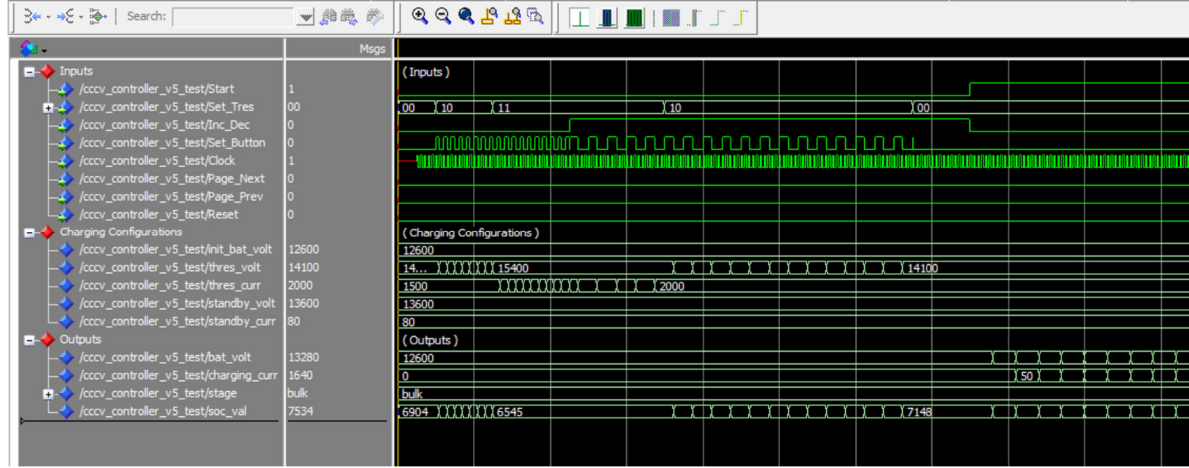 Search:
Msgs
Inputs
( Inputs )
/cccv_controller_v5_test/Start 1
/cccv_controller_v5_test/Set_Tres 00 00 10 11 10 00
/cccv_controller_v5_test/Inc_Dec 0
/cccv_controller_v5_test/Set_Button 0
/cccv_controller_v5_test/Clock 1
/cccv_controller_v5_test/Page_Next 0
/cccv_controller_v5_test/Page_Prev 0
/cccv_controller_v5_test/Reset 0
Charging Configurations ( Charging Configurations )
/cccv_controller_v5_test/init_bat_volt 12600 12600
/cccv_controller_v5_test/thres_volt 14100 14... 15400 14100
/cccv_controller_v5_test/thres_curr 2000 1500 2000
/cccv_controller_v5_test/standby_volt 13600 13600
/cccv_controller_v5_test/standby_curr 80 80
Outputs ( Outputs )
/cccv_controller_v5_test/bat_volt 13280 12600
/cccv_controller_v5_test/charging_curr 1640 0 50
/cccv_controller_v5_test/stage bulk bulk
/cccv_controller_v5_test/soc_val 7534 6904 6545 7148